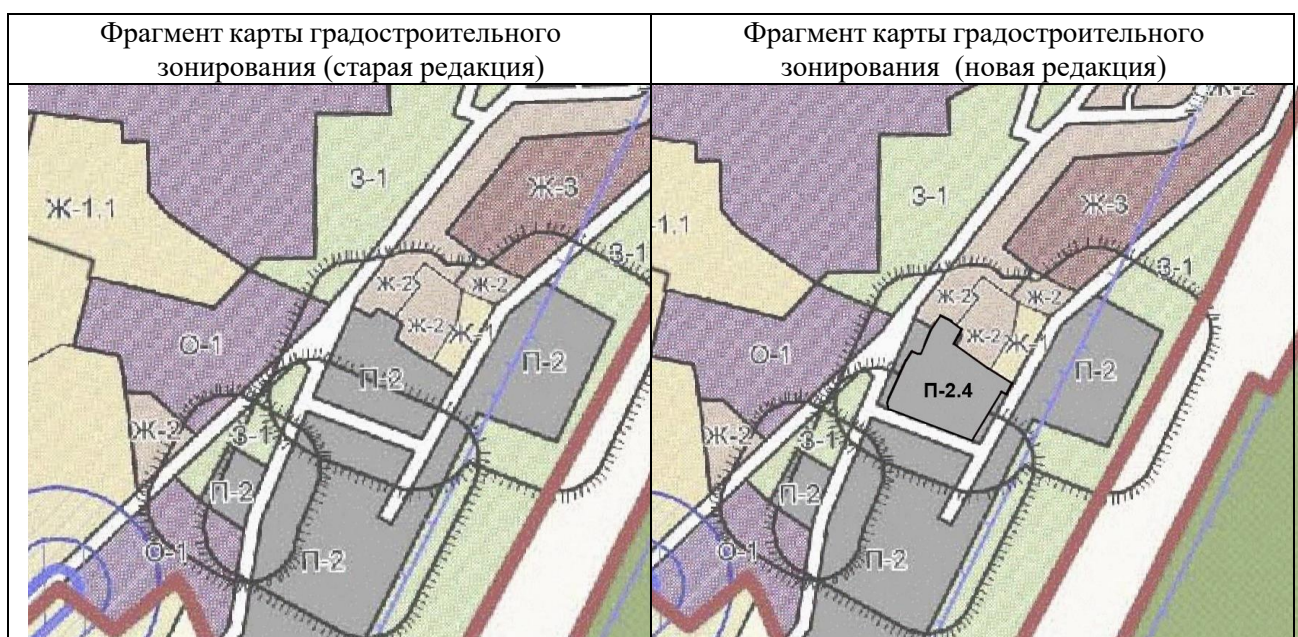 Фрагмент карты градостроительного
зонирования (старая редакция)
Фрагмент карты градостроительного
зонирования (новая редакция)
З-1
Ж-3
Ж-1.1
З-1
Ж-2
Ж-2
Ж-2
Ж-1
О-1
П-2
П-2
Ж-2
З-1
П-2
О-1
П-2
Ж-2
З-1
Ж-3
-1.1
З-1
Ж-2
Ж-2
Ж-2
Ж-1
О-1
П-2
П-2.4
Ж-2
З-1
П-2
О-1
П-2